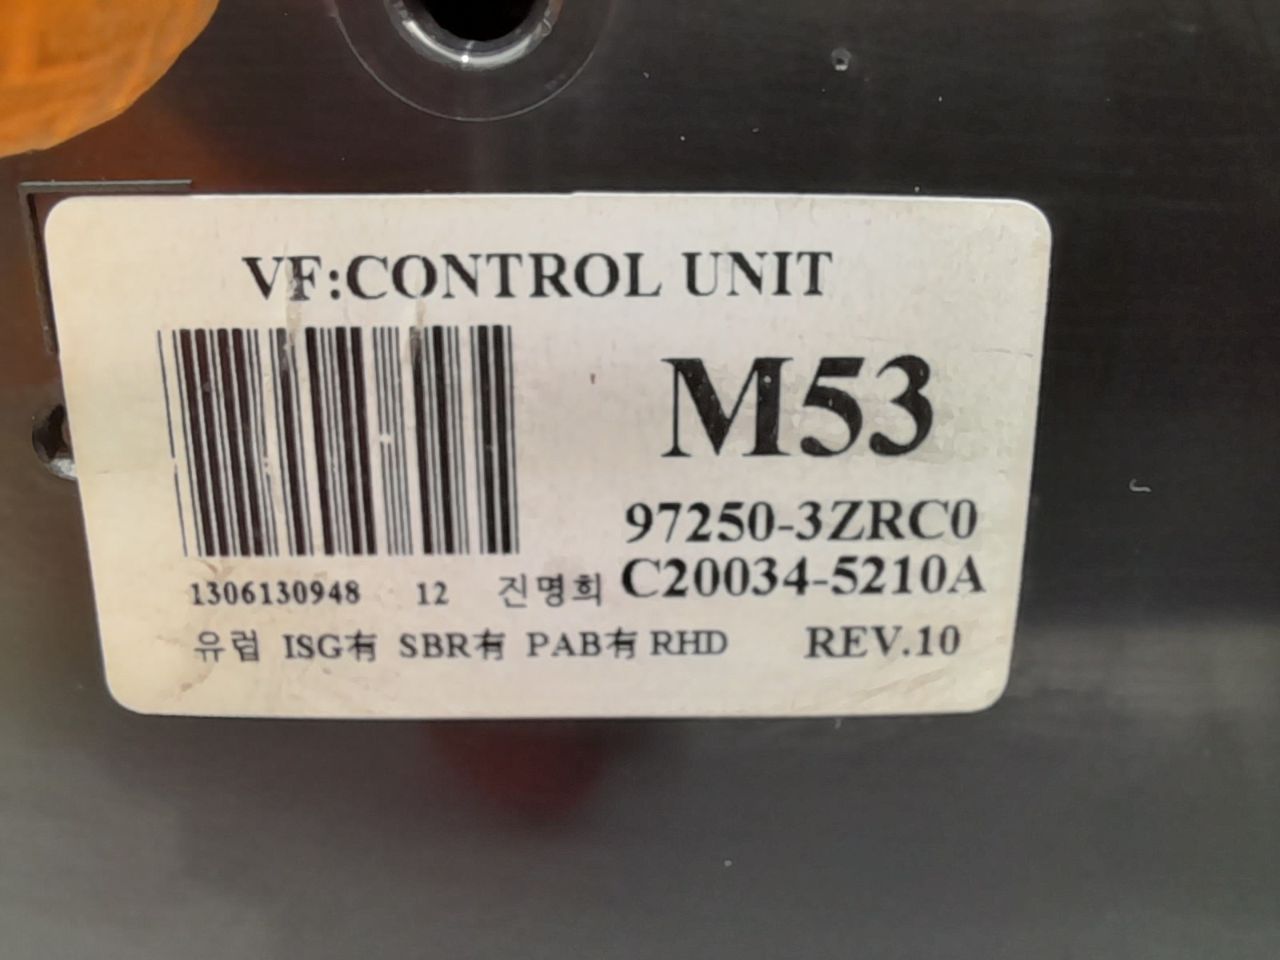 VF:CONTROL UNIT
M53
97250-3ZRC0
1306130948 12 진명희 C20034-5210A
유럽 ISG有 SBR有 PAB有 RHD REV.10